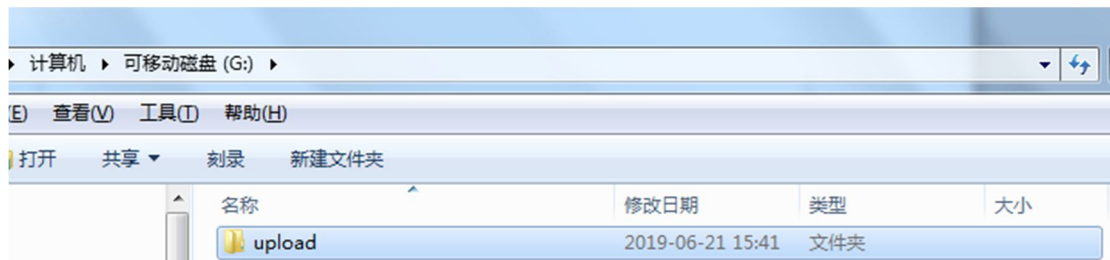 计算机 可移动磁盘 (G:)
(E) 查看(V) 工具(T) 帮助(H)
打开 共享 刻录 新建文件夹
名称 修改日期 类型 大小
upload 2019-06-21 15:41 文件夹